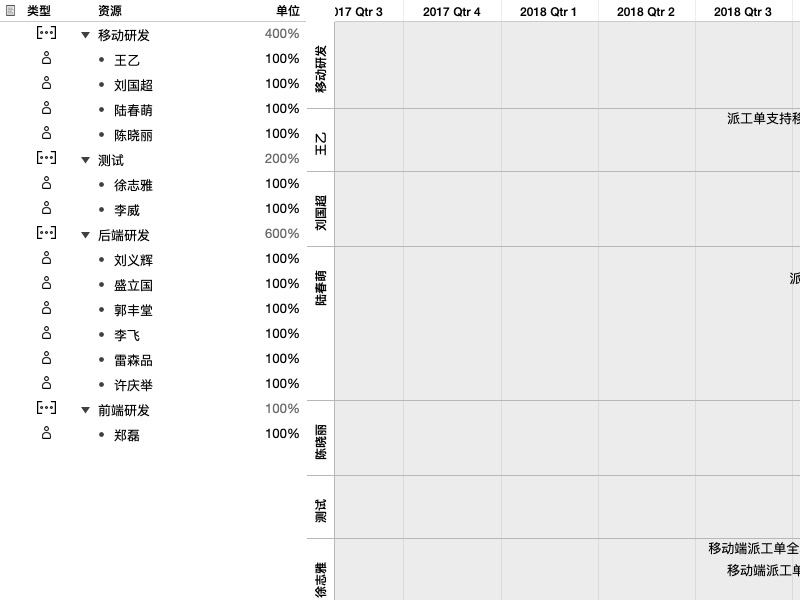 类型 资源 单位
移动研发 400%
王乙 100%
刘国超 100%
陆春萌 100%
陈晓丽 100%
测试 200%
徐志雅 100%
李威 100%
后端研发 600%
刘义辉 100%
盛立国 100%
郭丰堂 100%
李飞 100%
雷森品 100%
许庆举 100%
前端研发 100%
郑磊 100%
017 Qtr 3 2017 Qtr 4 2018 Qtr 1 2018 Qtr 2 2018 Qtr 3
移动研发
派工单支持移
王乙
刘国超
陆春萌
派
陈晓丽
测试
移动端派工单全
移动端派工单
徐志雅